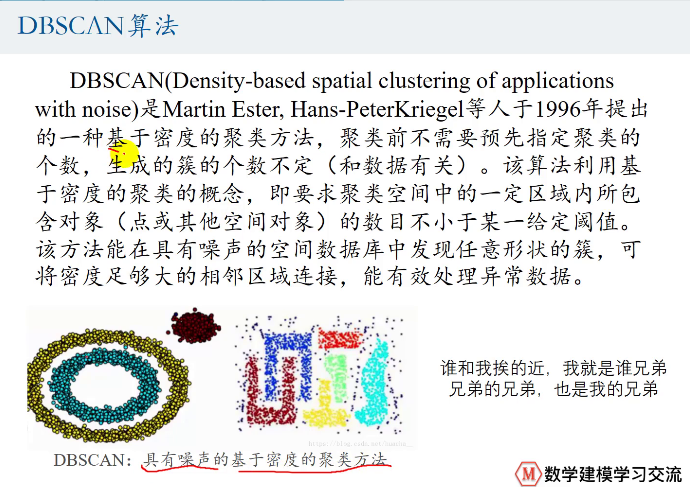 DBSCAN算法
DBSCAN(Density-based spatial clustering of applications
with noise)是Martin Ester, Hans-PeterKriegel等人于1996年提出
的一种基于密度的聚类方法，聚类前不需要预先指定聚类的
个数，生成的簇的个数不定（和数据有关）。该算法利用基
于密度的聚类的概念，即要求聚类空间中的一定区域内所包
含对象（点或其他空间对象）的数目不小于某一给定阈值。
该方法能在具有噪声的空间数据库中发现任意形状的簇，可
将密度足够大的相邻区域连接，能有效处理异常数据。
谁和我挨的近，我就是谁兄弟
兄弟的兄弟，也是我的兄弟
DBSCAN：具有噪声的基于密度的聚类方法
数学建模学习交流